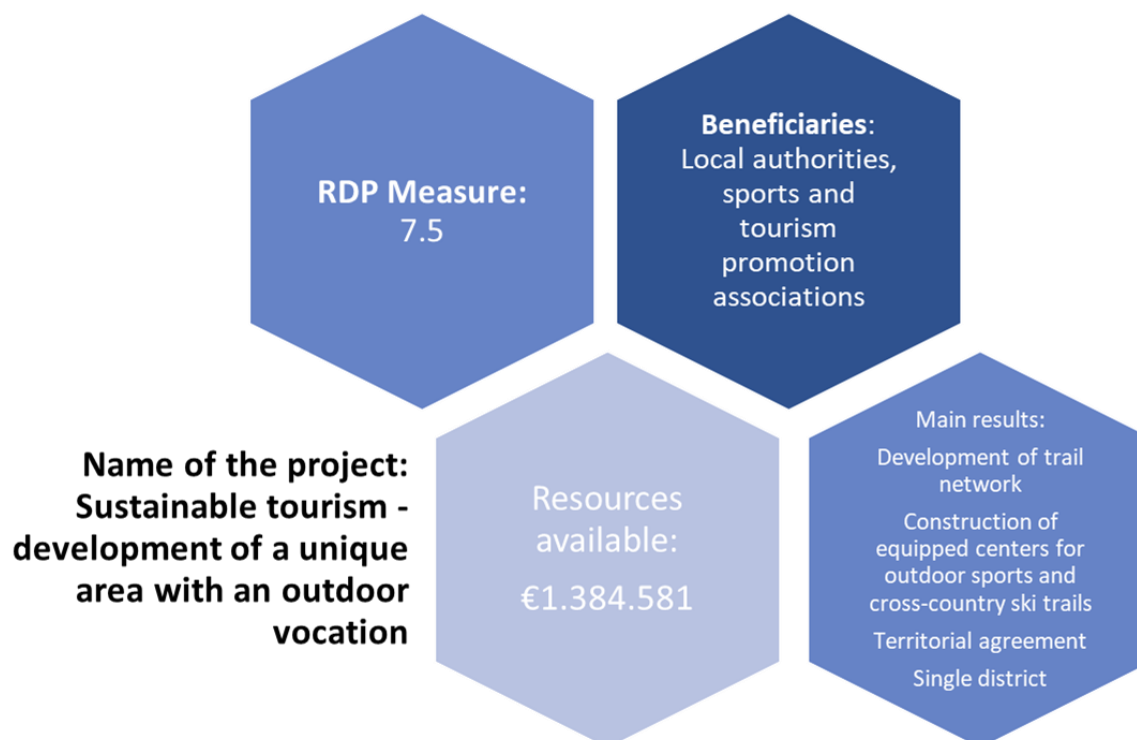 RDP Measure:
7.5
Beneficiaries:
Local authorities,
sports and
tourism
promotion
associations
Name of the project:
Sustainable tourism -
development of a unique
area with an outdoor
vocation
Resources
available:
€1.384.581
Main results:
Development of trail
network
Construction of
equipped centers for
outdoor sports and
cross-country ski trails
Territorial agreement
Single district